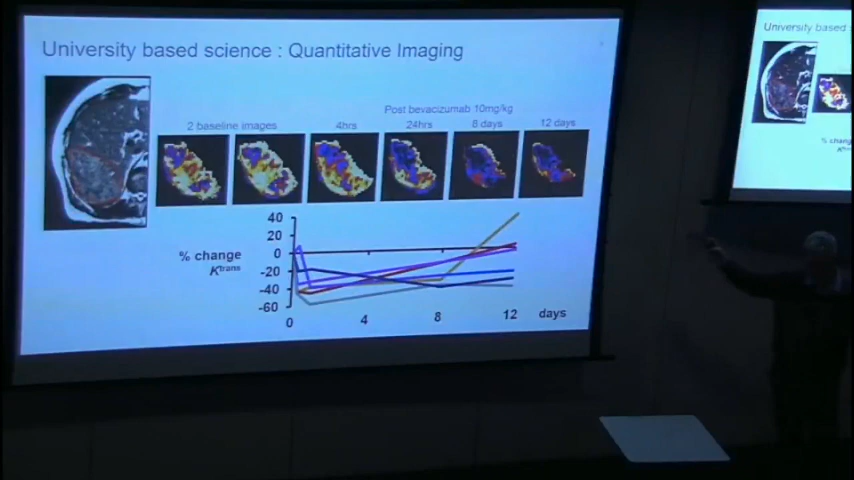 University based science : Quantitative Imaging
Post bevacizumab 10mg/kg
2 baseline images
4hrs
24hrs
8 days
12 days
40
20
0
-20
-40
-60
% change
Ktrans
0
4
8
12
days
University based
% chang